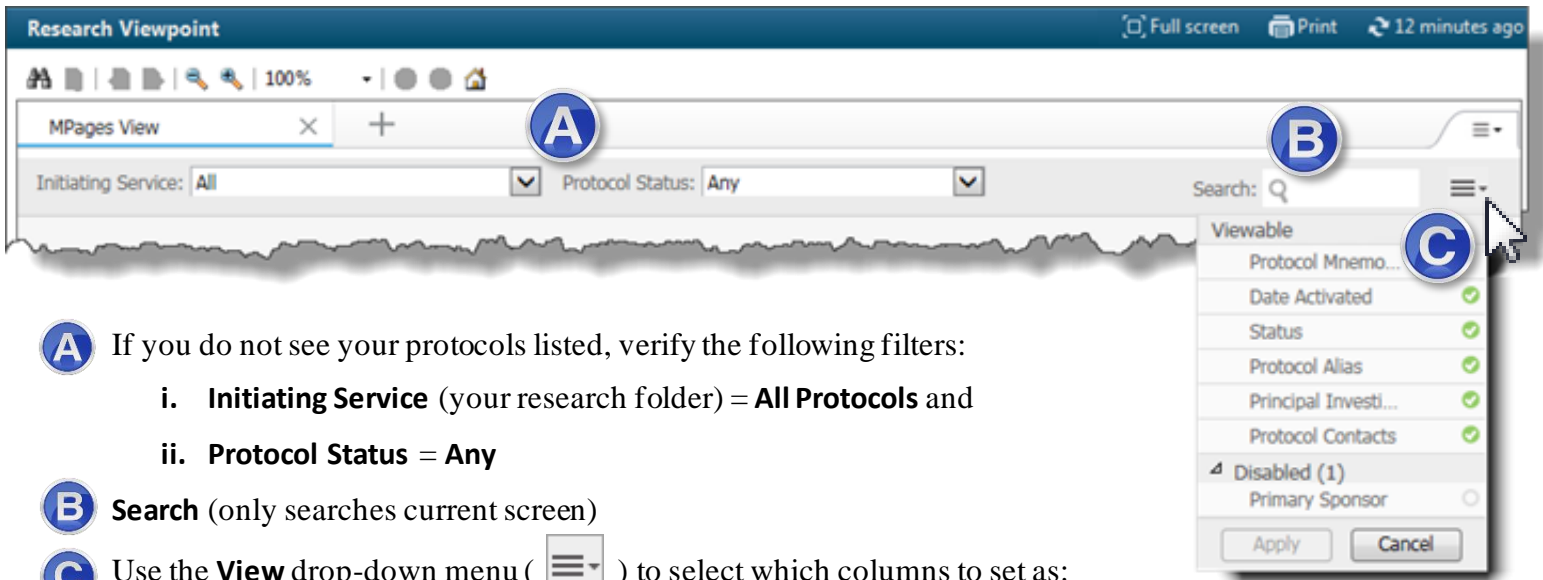 Research Viewpoint Full screen Print 12 minutes ago
100%
MPages View
A
B
Initiating Service: All Protocol Status: Any Search:
C
Viewable
Protocol Mnemo...
Date Activated
Status
Protocol Alias
Principal Investi...
Protocol Contacts
Disabled (1)
Primary Sponsor
Apply Cancel
A If you do not see your protocols listed, verify the following filters:
i. Initiating Service (your research folder) = All Protocols and
ii. Protocol Status = Any
B Search (only searches current screen)
C Use the View drop-down menu ( ) to select which columns to set as: